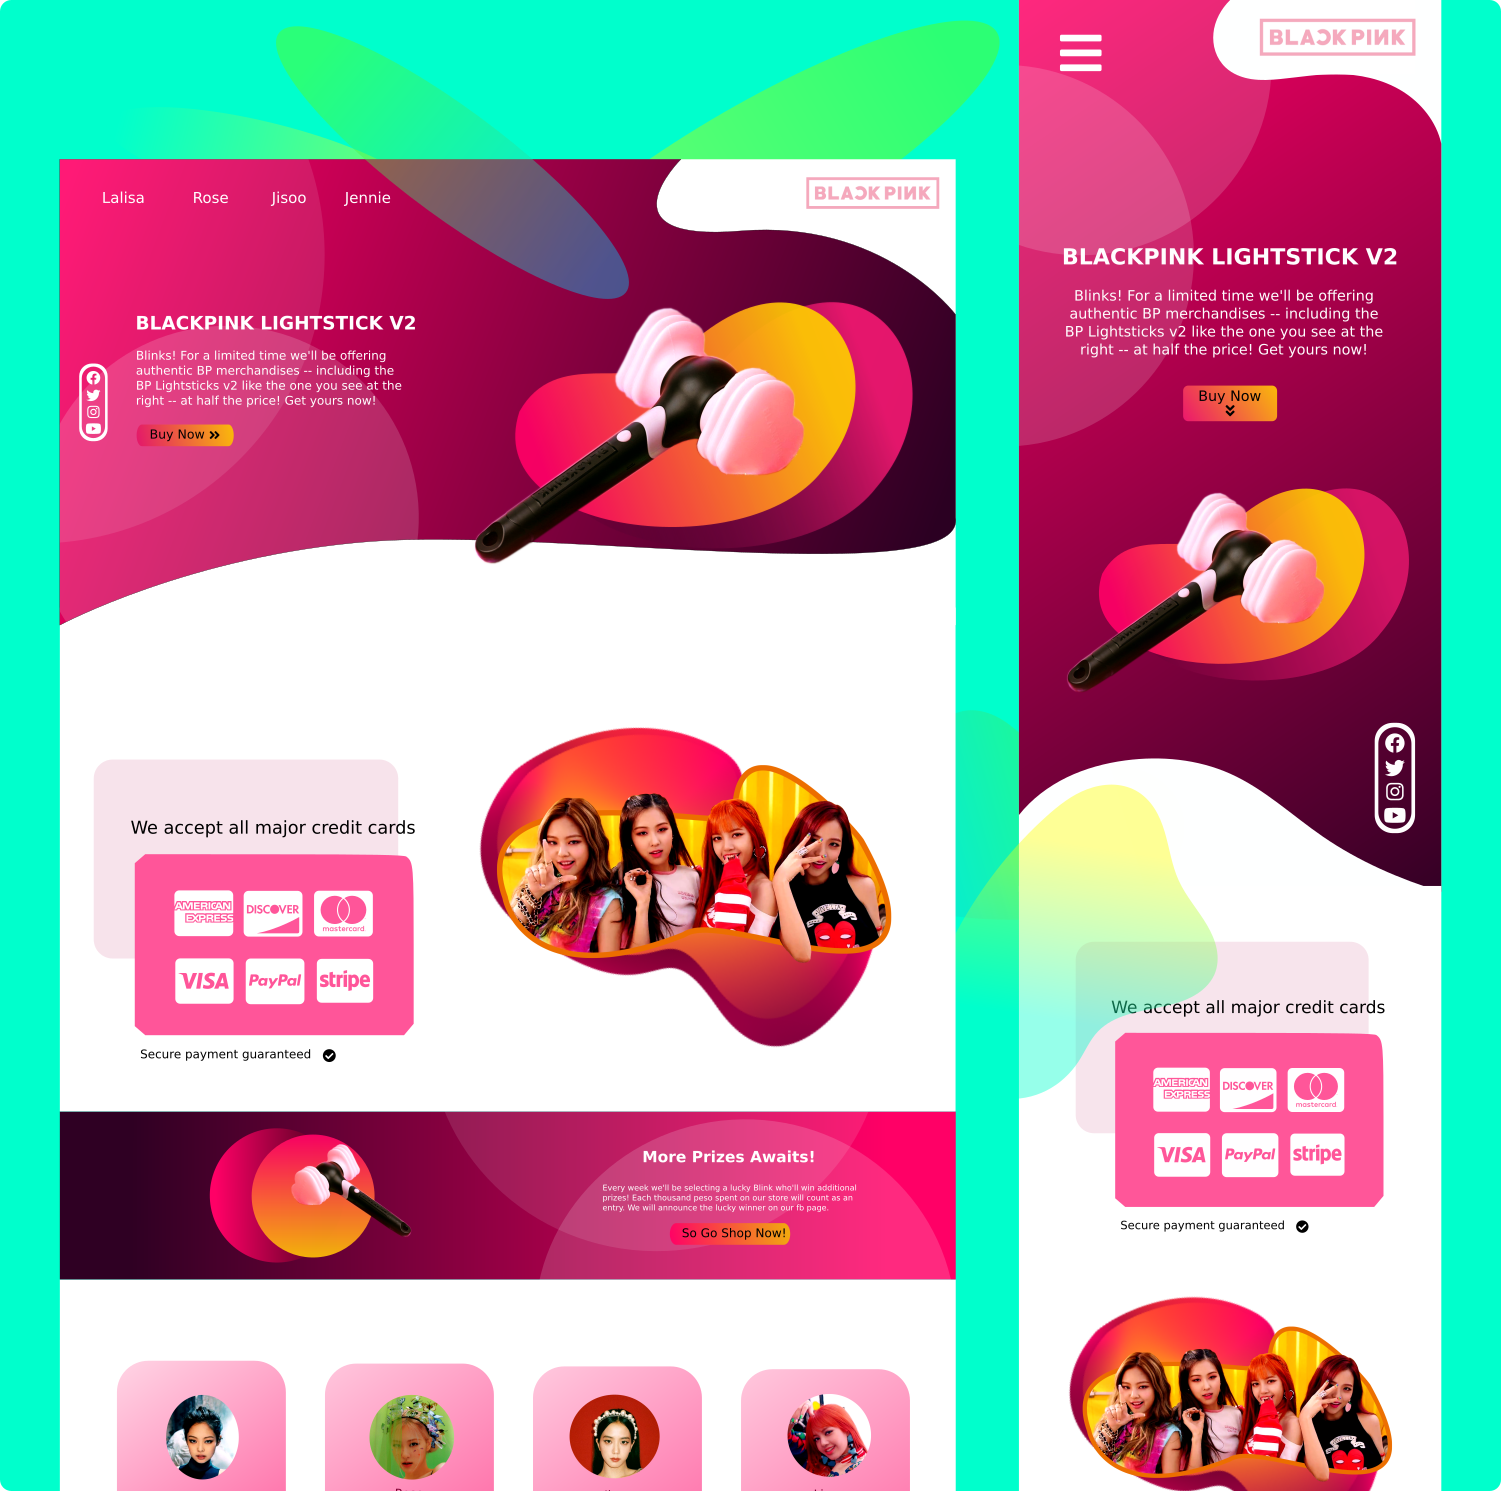 Lalisa Rose Jisoo Jennie
BLACKPINK
BLACKPINK LIGHTSTICK V2
Blinks! For a limited time we'll be offering
authentic BP merchandises -- including the
BP Lightsticks v2 like the one you see at the
right -- at half the price! Get yours now!
Buy Now
We accept all major credit cards
AMERICAN
EXPRESS
DISCOVER
mastercard
VISA
PayPal
stripe
Secure payment guaranteed
More Prizes Awaits!
Every week we'll be selecting a lucky Blink who'll win additional
prizes! Each thousand peso spent on our store will count as an
entry. We will announce the lucky winner on our fb page.
So Go Shop Now!
BLACKPINK
BLACKPINK LIGHTSTICK V2
Blinks! For a limited time we'll be offering
authentic BP merchandises -- including the
BP Lightsticks v2 like the one you see at the
right -- at half the price! Get yours now!
Buy Now
We accept all major credit cards
AMERICAN
EXPRESS
DISCOVER
mastercard
VISA
PayPal
stripe
Secure payment guaranteed